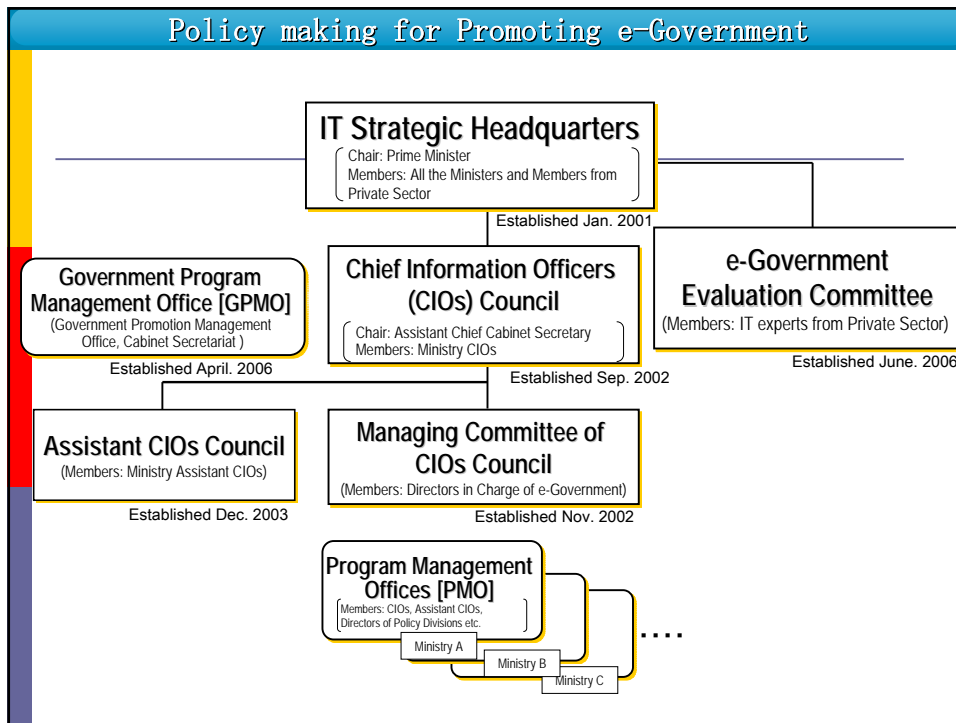 Policy making for Promoting e-Government
IT Strategic Headquarters
Chair: Prime Minister
Members: All the Ministers and Members from
Private Sector
Established Jan. 2001
Government Program
Management Office [GPMO]
(Government Promotion Management
Office, Cabinet Secretariat )
Established April. 2006
Chief Information Officers
(CIOs) Council
Chair: Assistant Chief Cabinet Secretary
Members: Ministry CIOs
Established Sep. 2002
e-Government
Evaluation Committee
(Members: IT experts from Private Sector)
Established June. 2006
Assistant CIOs Council
(Members: Ministry Assistant CIOs)
Established Dec. 2003
Managing Committee of
CIOs Council
(Members: Directors in Charge of e-Government)
Established Nov. 2002
Program Management
Offices [PMO]
Members: CIOs, Assistant CIOs,
Directors of Policy Divisions etc.
Ministry A
Ministry B
Ministry C
....